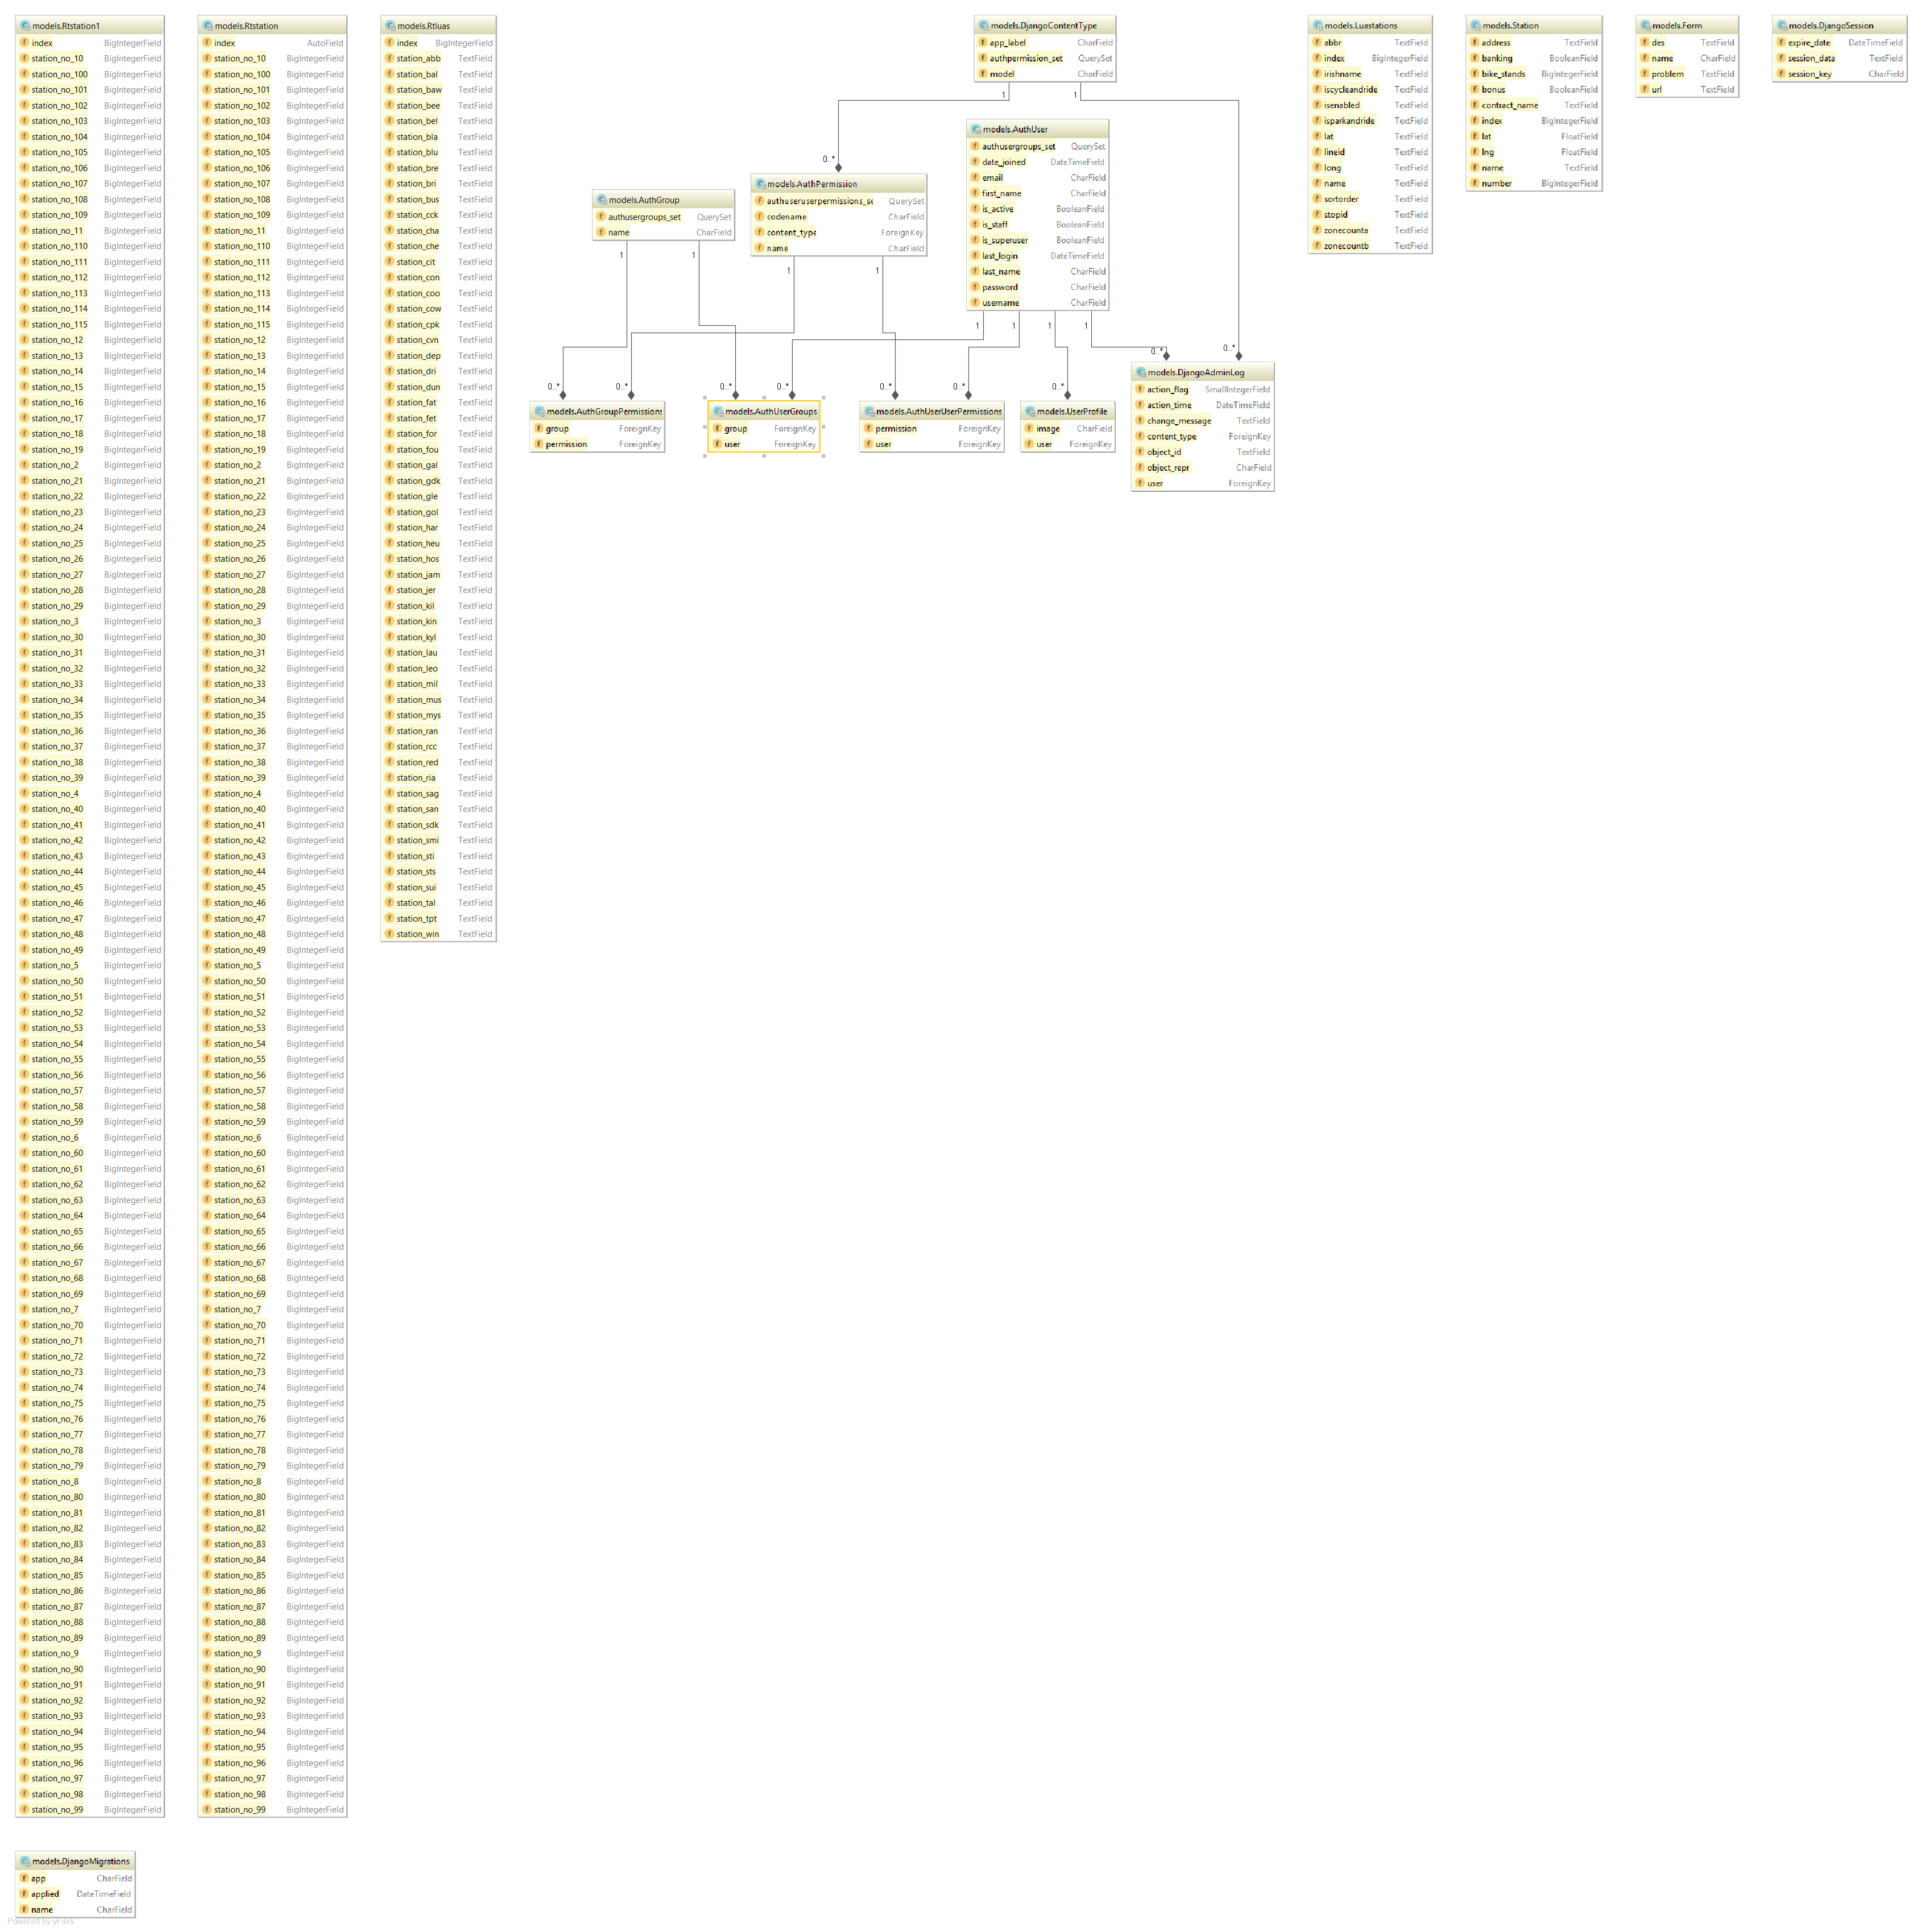 models.Rtstation1
index BigIntegerField
station_no_10 BigIntegerField
station_no_100 BigIntegerField
station_no_101 BigIntegerField
station_no_102 BigIntegerField
station_no_103 BigIntegerField
station_no_104 BigIntegerField
station_no_105 BigIntegerField
station_no_106 BigIntegerField
station_no_107 BigIntegerField
station_no_108 BigIntegerField
station_no_109 BigIntegerField
station_no_11 BigIntegerField
station_no_110 BigIntegerField
station_no_111 BigIntegerField
station_no_112 BigIntegerField
station_no_113 BigIntegerField
station_no_114 BigIntegerField
station_no_115 BigIntegerField
station_no_12 BigIntegerField
station_no_13 BigIntegerField
station_no_14 BigIntegerField
station_no_15 BigIntegerField
station_no_16 BigIntegerField
station_no_17 BigIntegerField
station_no_18 BigIntegerField
station_no_19 BigIntegerField
station_no_2 BigIntegerField
station_no_21 BigIntegerField
station_no_22 BigIntegerField
station_no_23 BigIntegerField
station_no_24 BigIntegerField
station_no_25 BigIntegerField
station_no_26 BigIntegerField
station_no_27 BigIntegerField
station_no_28 BigIntegerField
station_no_29 BigIntegerField
station_no_3 BigIntegerField
station_no_30 BigIntegerField
station_no_31 BigIntegerField
station_no_32 BigIntegerField
station_no_33 BigIntegerField
station_no_34 BigIntegerField
station_no_35 BigIntegerField
station_no_36 BigIntegerField
station_no_37 BigIntegerField
station_no_38 BigIntegerField
station_no_39 BigIntegerField
station_no_4 BigIntegerField
station_no_40 BigIntegerField
station_no_41 BigIntegerField
station_no_42 BigIntegerField
station_no_43 BigIntegerField
station_no_44 BigIntegerField
station_no_45 BigIntegerField
station_no_46 BigIntegerField
station_no_47 BigIntegerField
station_no_48 BigIntegerField
station_no_49 BigIntegerField
station_no_5 BigIntegerField
station_no_50 BigIntegerField
station_no_51 BigIntegerField
station_no_52 BigIntegerField
station_no_53 BigIntegerField
station_no_54 BigIntegerField
station_no_55 BigIntegerField
station_no_56 BigIntegerField
station_no_57 BigIntegerField
station_no_58 BigIntegerField
station_no_59 BigIntegerField
station_no_6 BigIntegerField
station_no_60 BigIntegerField
station_no_61 BigIntegerField
station_no_62 BigIntegerField
station_no_63 BigIntegerField
station_no_64 BigIntegerField
station_no_65 BigIntegerField
station_no_66 BigIntegerField
station_no_67 BigIntegerField
station_no_68 BigIntegerField
station_no_69 BigIntegerField
station_no_7 BigIntegerField
station_no_70 BigIntegerField
station_no_71 BigIntegerField
station_no_72 BigIntegerField
station_no_73 BigIntegerField
station_no_74 BigIntegerField
station_no_75 BigIntegerField
station_no_76 BigIntegerField
station_no_77 BigIntegerField
station_no_78 BigIntegerField
station_no_79 BigIntegerField
station_no_8 BigIntegerField
station_no_80 BigIntegerField
station_no_81 BigIntegerField
station_no_82 BigIntegerField
station_no_83 BigIntegerField
station_no_84 BigIntegerField
station_no_85 BigIntegerField
station_no_86 BigIntegerField
station_no_87 BigIntegerField
station_no_88 BigIntegerField
station_no_89 BigIntegerField
station_no_9 BigIntegerField
station_no_90 BigIntegerField
station_no_91 BigIntegerField
station_no_92 BigIntegerField
station_no_93 BigIntegerField
station_no_94 BigIntegerField
station_no_95 BigIntegerField
station_no_96 BigIntegerField
station_no_97 BigIntegerField
station_no_98 BigIntegerField
station_no_99 BigIntegerField
models.Rtstation
index AutoField
station_no_10 BigIntegerField
station_no_100 BigIntegerField
station_no_101 BigIntegerField
station_no_102 BigIntegerField
station_no_103 BigIntegerField
station_no_104 BigIntegerField
station_no_105 BigIntegerField
station_no_106 BigIntegerField
station_no_107 BigIntegerField
station_no_108 BigIntegerField
station_no_109 BigIntegerField
station_no_11 BigIntegerField
station_no_110 BigIntegerField
station_no_111 BigIntegerField
station_no_112 BigIntegerField
station_no_113 BigIntegerField
station_no_114 BigIntegerField
station_no_115 BigIntegerField
station_no_12 BigIntegerField
station_no_13 BigIntegerField
station_no_14 BigIntegerField
station_no_15 BigIntegerField
station_no_16 BigIntegerField
station_no_17 BigIntegerField
station_no_18 BigIntegerField
station_no_19 BigIntegerField
station_no_2 BigIntegerField
station_no_21 BigIntegerField
station_no_22 BigIntegerField
station_no_23 BigIntegerField
station_no_24 BigIntegerField
station_no_25 BigIntegerField
station_no_26 BigIntegerField
station_no_27 BigIntegerField
station_no_28 BigIntegerField
station_no_29 BigIntegerField
station_no_3 BigIntegerField
station_no_30 BigIntegerField
station_no_31 BigIntegerField
station_no_32 BigIntegerField
station_no_33 BigIntegerField
station_no_34 BigIntegerField
station_no_35 BigIntegerField
station_no_36 BigIntegerField
station_no_37 BigIntegerField
station_no_38 BigIntegerField
station_no_39 BigIntegerField
station_no_4 BigIntegerField
station_no_40 BigIntegerField
station_no_41 BigIntegerField
station_no_42 BigIntegerField
station_no_43 BigIntegerField
station_no_44 BigIntegerField
station_no_45 BigIntegerField
station_no_46 BigIntegerField
station_no_47 BigIntegerField
station_no_48 BigIntegerField
station_no_49 BigIntegerField
station_no_5 BigIntegerField
station_no_50 BigIntegerField
station_no_51 BigIntegerField
station_no_52 BigIntegerField
station_no_53 BigIntegerField
station_no_54 BigIntegerField
station_no_55 BigIntegerField
station_no_56 BigIntegerField
station_no_57 BigIntegerField
station_no_58 BigIntegerField
station_no_59 BigIntegerField
station_no_6 BigIntegerField
station_no_60 BigIntegerField
station_no_61 BigIntegerField
station_no_62 BigIntegerField
station_no_63 BigIntegerField
station_no_64 BigIntegerField
station_no_65 BigIntegerField
station_no_66 BigIntegerField
station_no_67 BigIntegerField
station_no_68 BigIntegerField
station_no_69 BigIntegerField
station_no_7 BigIntegerField
station_no_70 BigIntegerField
station_no_71 BigIntegerField
station_no_72 BigIntegerField
station_no_73 BigIntegerField
station_no_74 BigIntegerField
station_no_75 BigIntegerField
station_no_76 BigIntegerField
station_no_77 BigIntegerField
station_no_78 BigIntegerField
station_no_79 BigIntegerField
station_no_8 BigIntegerField
station_no_80 BigIntegerField
station_no_81 BigIntegerField
station_no_82 BigIntegerField
station_no_83 BigIntegerField
station_no_84 BigIntegerField
station_no_85 BigIntegerField
station_no_86 BigIntegerField
station_no_87 BigIntegerField
station_no_88 BigIntegerField
station_no_89 BigIntegerField
station_no_9 BigIntegerField
station_no_90 BigIntegerField
station_no_91 BigIntegerField
station_no_92 BigIntegerField
station_no_93 BigIntegerField
station_no_94 BigIntegerField
station_no_95 BigIntegerField
station_no_96 BigIntegerField
station_no_97 BigIntegerField
station_no_98 BigIntegerField
station_no_99 BigIntegerField
models.Rtluas
index BigIntegerField
station_abb TextField
station_bal TextField
station_baw TextField
station_bee TextField
station_bel TextField
station_bla TextField
station_blu TextField
station_bre TextField
station_bri TextField
station_bus TextField
station_cck TextField
station_cha TextField
station_che TextField
station_cit TextField
station_con TextField
station_coo TextField
station_cow TextField
station_cpk TextField
station_cvn TextField
station_dep TextField
station_dri TextField
station_dun TextField
station_fat TextField
station_fet TextField
station_for TextField
station_fou TextField
station_gal TextField
station_gdk TextField
station_gle TextField
station_gol TextField
station_har TextField
station_heu TextField
station_hos TextField
station_jam TextField
station_jer TextField
station_kil TextField
station_kin TextField
station_kyl TextField
station_lau TextField
station_leo TextField
station_mil TextField
station_mus TextField
station_mys TextField
station_ran TextField
station_rcc TextField
station_red TextField
station_ria TextField
station_sag TextField
station_san TextField
station_sdk TextField
station_smi TextField
station_sti TextField
station_sts TextField
station_sui TextField
station_tal TextField
station_tpt TextField
station_win TextField
models.DjangoContentType
app_label CharField
authpermission_set QuerySet
model CharField
1
1
0..*
models.AuthUser
authusergroups_set QuerySet
date_joined DateTimeField
email CharField
first_name CharField
is_active BooleanField
is_staff BooleanField
is_superuser BooleanField
last_login DateTimeField
last_name CharField
password CharField
username CharField
models.AuthPermission
authuseruserpermissions_se QuerySet
codename CharField
content_type ForeignKey
name CharField
models.AuthGroup
authusergroups_set QuerySet
name CharField
1
1
1
1
1
1
1
1
0..*
0..*
0..*
0..*
0..*
0..*
0..*
0..*
0..*
models.AuthGroupPermissions
group ForeignKey
permission ForeignKey
models.AuthUserGroups
group ForeignKey
user ForeignKey
models.AuthUserUserPermissions
permission ForeignKey
user ForeignKey
models.UserProfile
image CharField
user ForeignKey
models.DjangoAdminLog
action_flag SmallIntegerField
action_time DateTimeField
change_message TextField
content_type ForeignKey
object_id TextField
object_repr CharField
user ForeignKey
models.Luastations
abbr TextField
index BigIntegerField
irishname TextField
iscycleandride TextField
isenabled TextField
isparkandride TextField
lat TextField
lineid TextField
long TextField
name TextField
sortorder TextField
stopid TextField
zonecounta TextField
zonecountb TextField
models.Station
address TextField
banking BooleanField
bike_stands BigIntegerField
bonus BooleanField
contract_name TextField
index BigIntegerField
lat FloatField
lng FloatField
name TextField
number BigIntegerField
models.Form
des TextField
name CharField
problem TextField
url TextField
models.DjangoSession
expire_date DateTimeField
session_data TextField
session_key CharField
models.DjangoMigrations
app CharField
applied DateTimeField
name CharField
Powered by yFiles